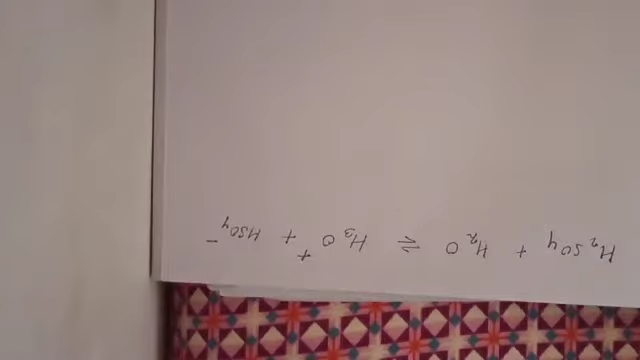 H₂SO₄ + H₂O ⇌ H₃O⁺ + HSO₄⁻